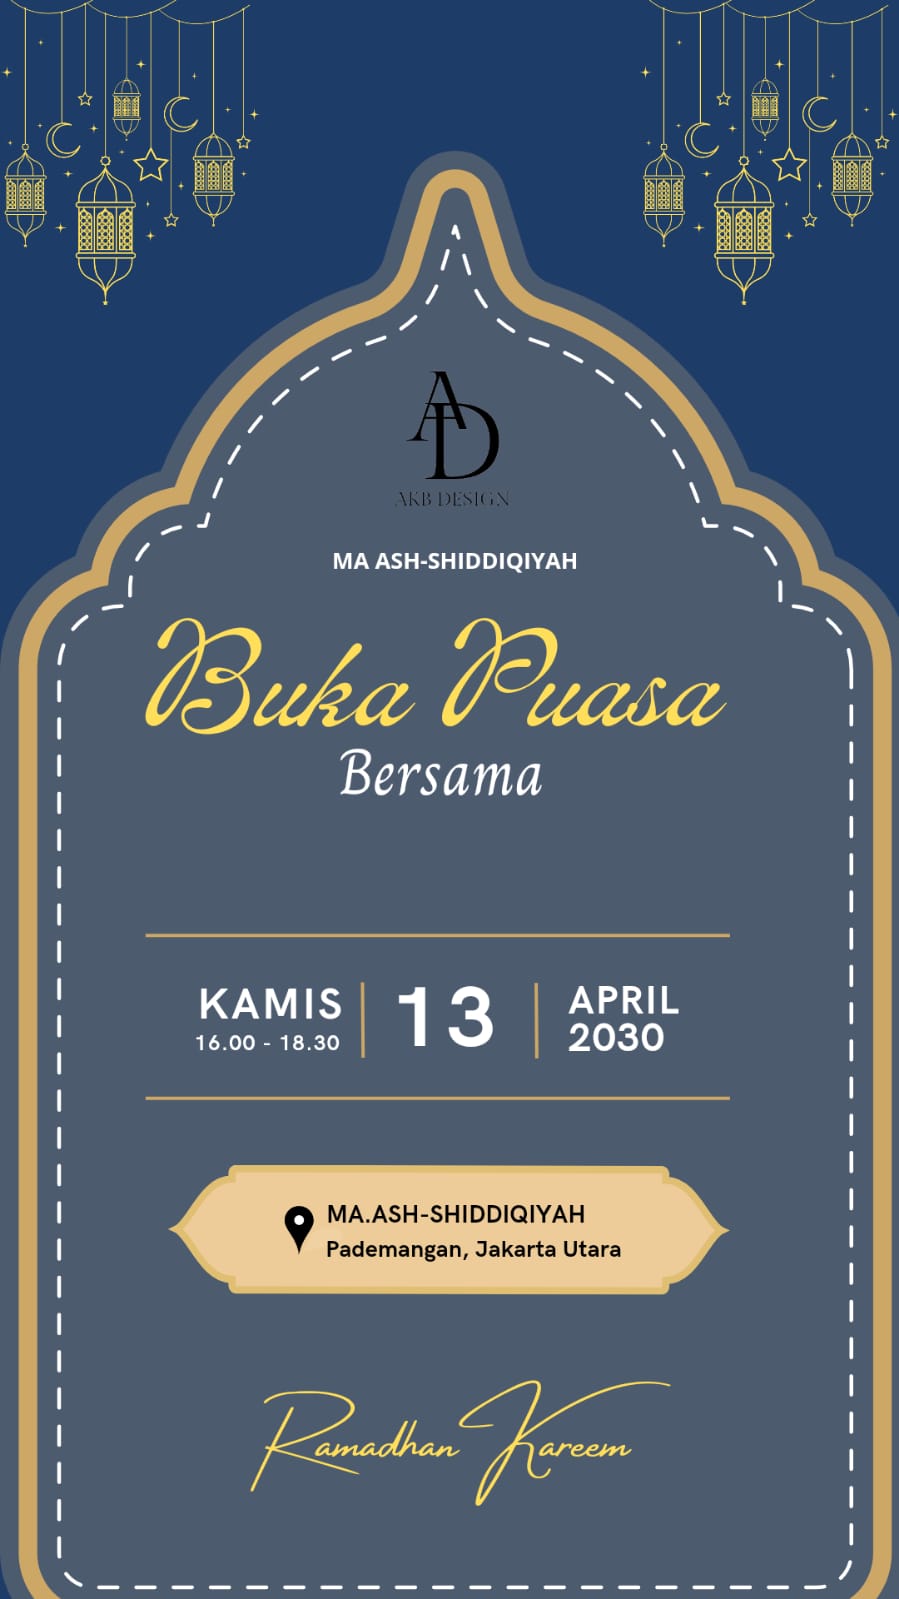 AD
AKB DESIGN
MA ASH-SHIDDIQIYAH
Buka Puasa
Bersama
KAMIS
16.00 - 18.30
13
APRIL
2030
MA.ASH-SHIDDIQIYAH
Pademangan, Jakarta Utara
Ramadhan Kareem